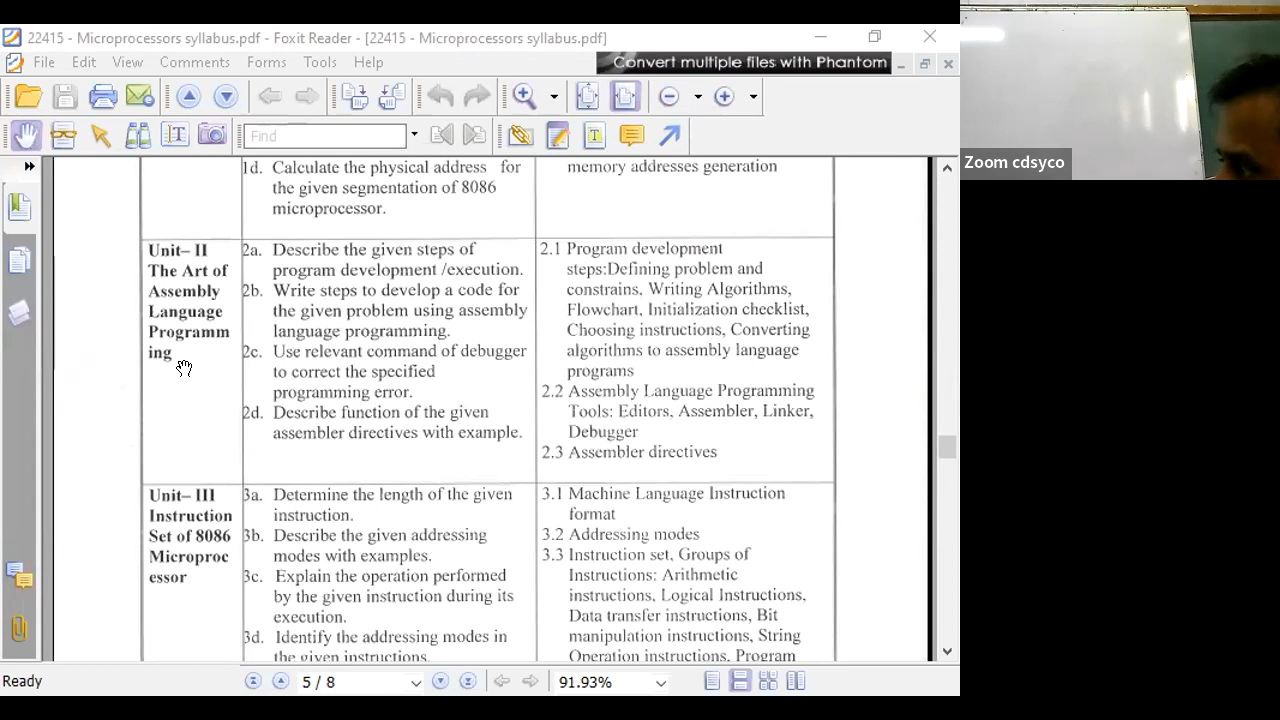 22415 - Microprocessors syllabus.pdf - Foxit Reader - [22415 - Microprocessors syllabus.pdf]
File Edit View Comments Forms Tools Help
Convert multiple files with Phantom
Find
1d. Calculate the physical address for
the given segmentation of 8086
microprocessor.
memory addresses generation
Unit– II
The Art of
Assembly
Language
Programm
ing
2a. Describe the given steps of
program development /execution.
2b. Write steps to develop a code for
the given problem using assembly
language programming.
2c. Use relevant command of debugger
to correct the specified
programming error.
2d. Describe function of the given
assembler directives with example.
2.1 Program development
steps:Defining problem and
constrains, Writing Algorithms,
Flowchart, Initialization checklist,
Choosing instructions, Converting
algorithms to assembly language
programs
2.2 Assembly Language Programming
Tools: Editors, Assembler, Linker,
Debugger
2.3 Assembler directives
Unit– III
Instruction
Set of 8086
Microproc
essor
3a. Determine the length of the given
instruction.
3b. Describe the given addressing
modes with examples.
3c. Explain the operation performed
by the given instruction during its
execution.
3d. Identify the addressing modes in
the given instructions.
3.1 Machine Language Instruction
format
3.2 Addressing modes
3.3 Instruction set, Groups of
Instructions: Arithmetic
instructions, Logical Instructions,
Data transfer instructions, Bit
manipulation instructions, String
Operation instructions, Program
Ready
5 / 8
91.93%
Zoom cdsyco